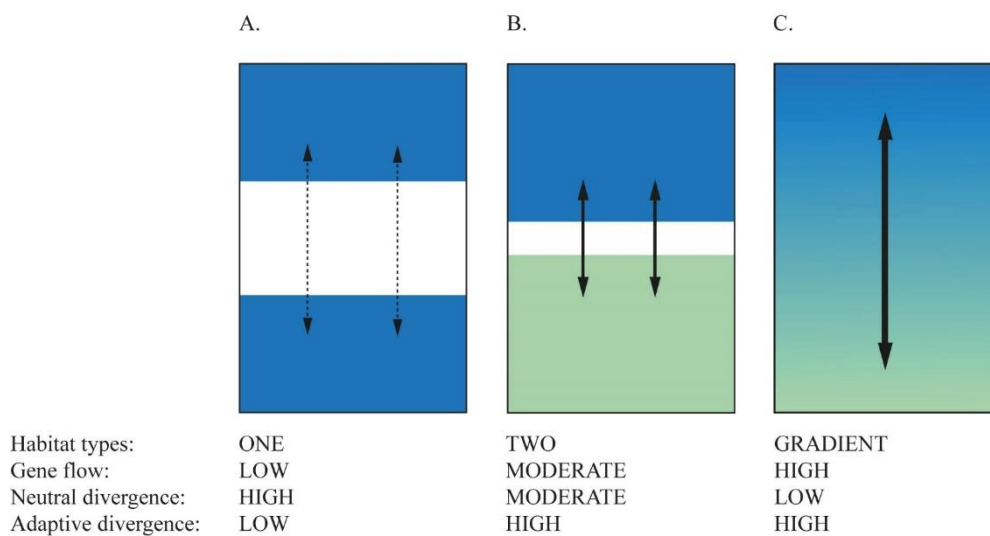 A. B. C.
Habitat types: ONE TWO GRADIENT
Gene flow: LOW MODERATE HIGH
Neutral divergence: HIGH MODERATE LOW
Adaptive divergence: LOW HIGH HIGH